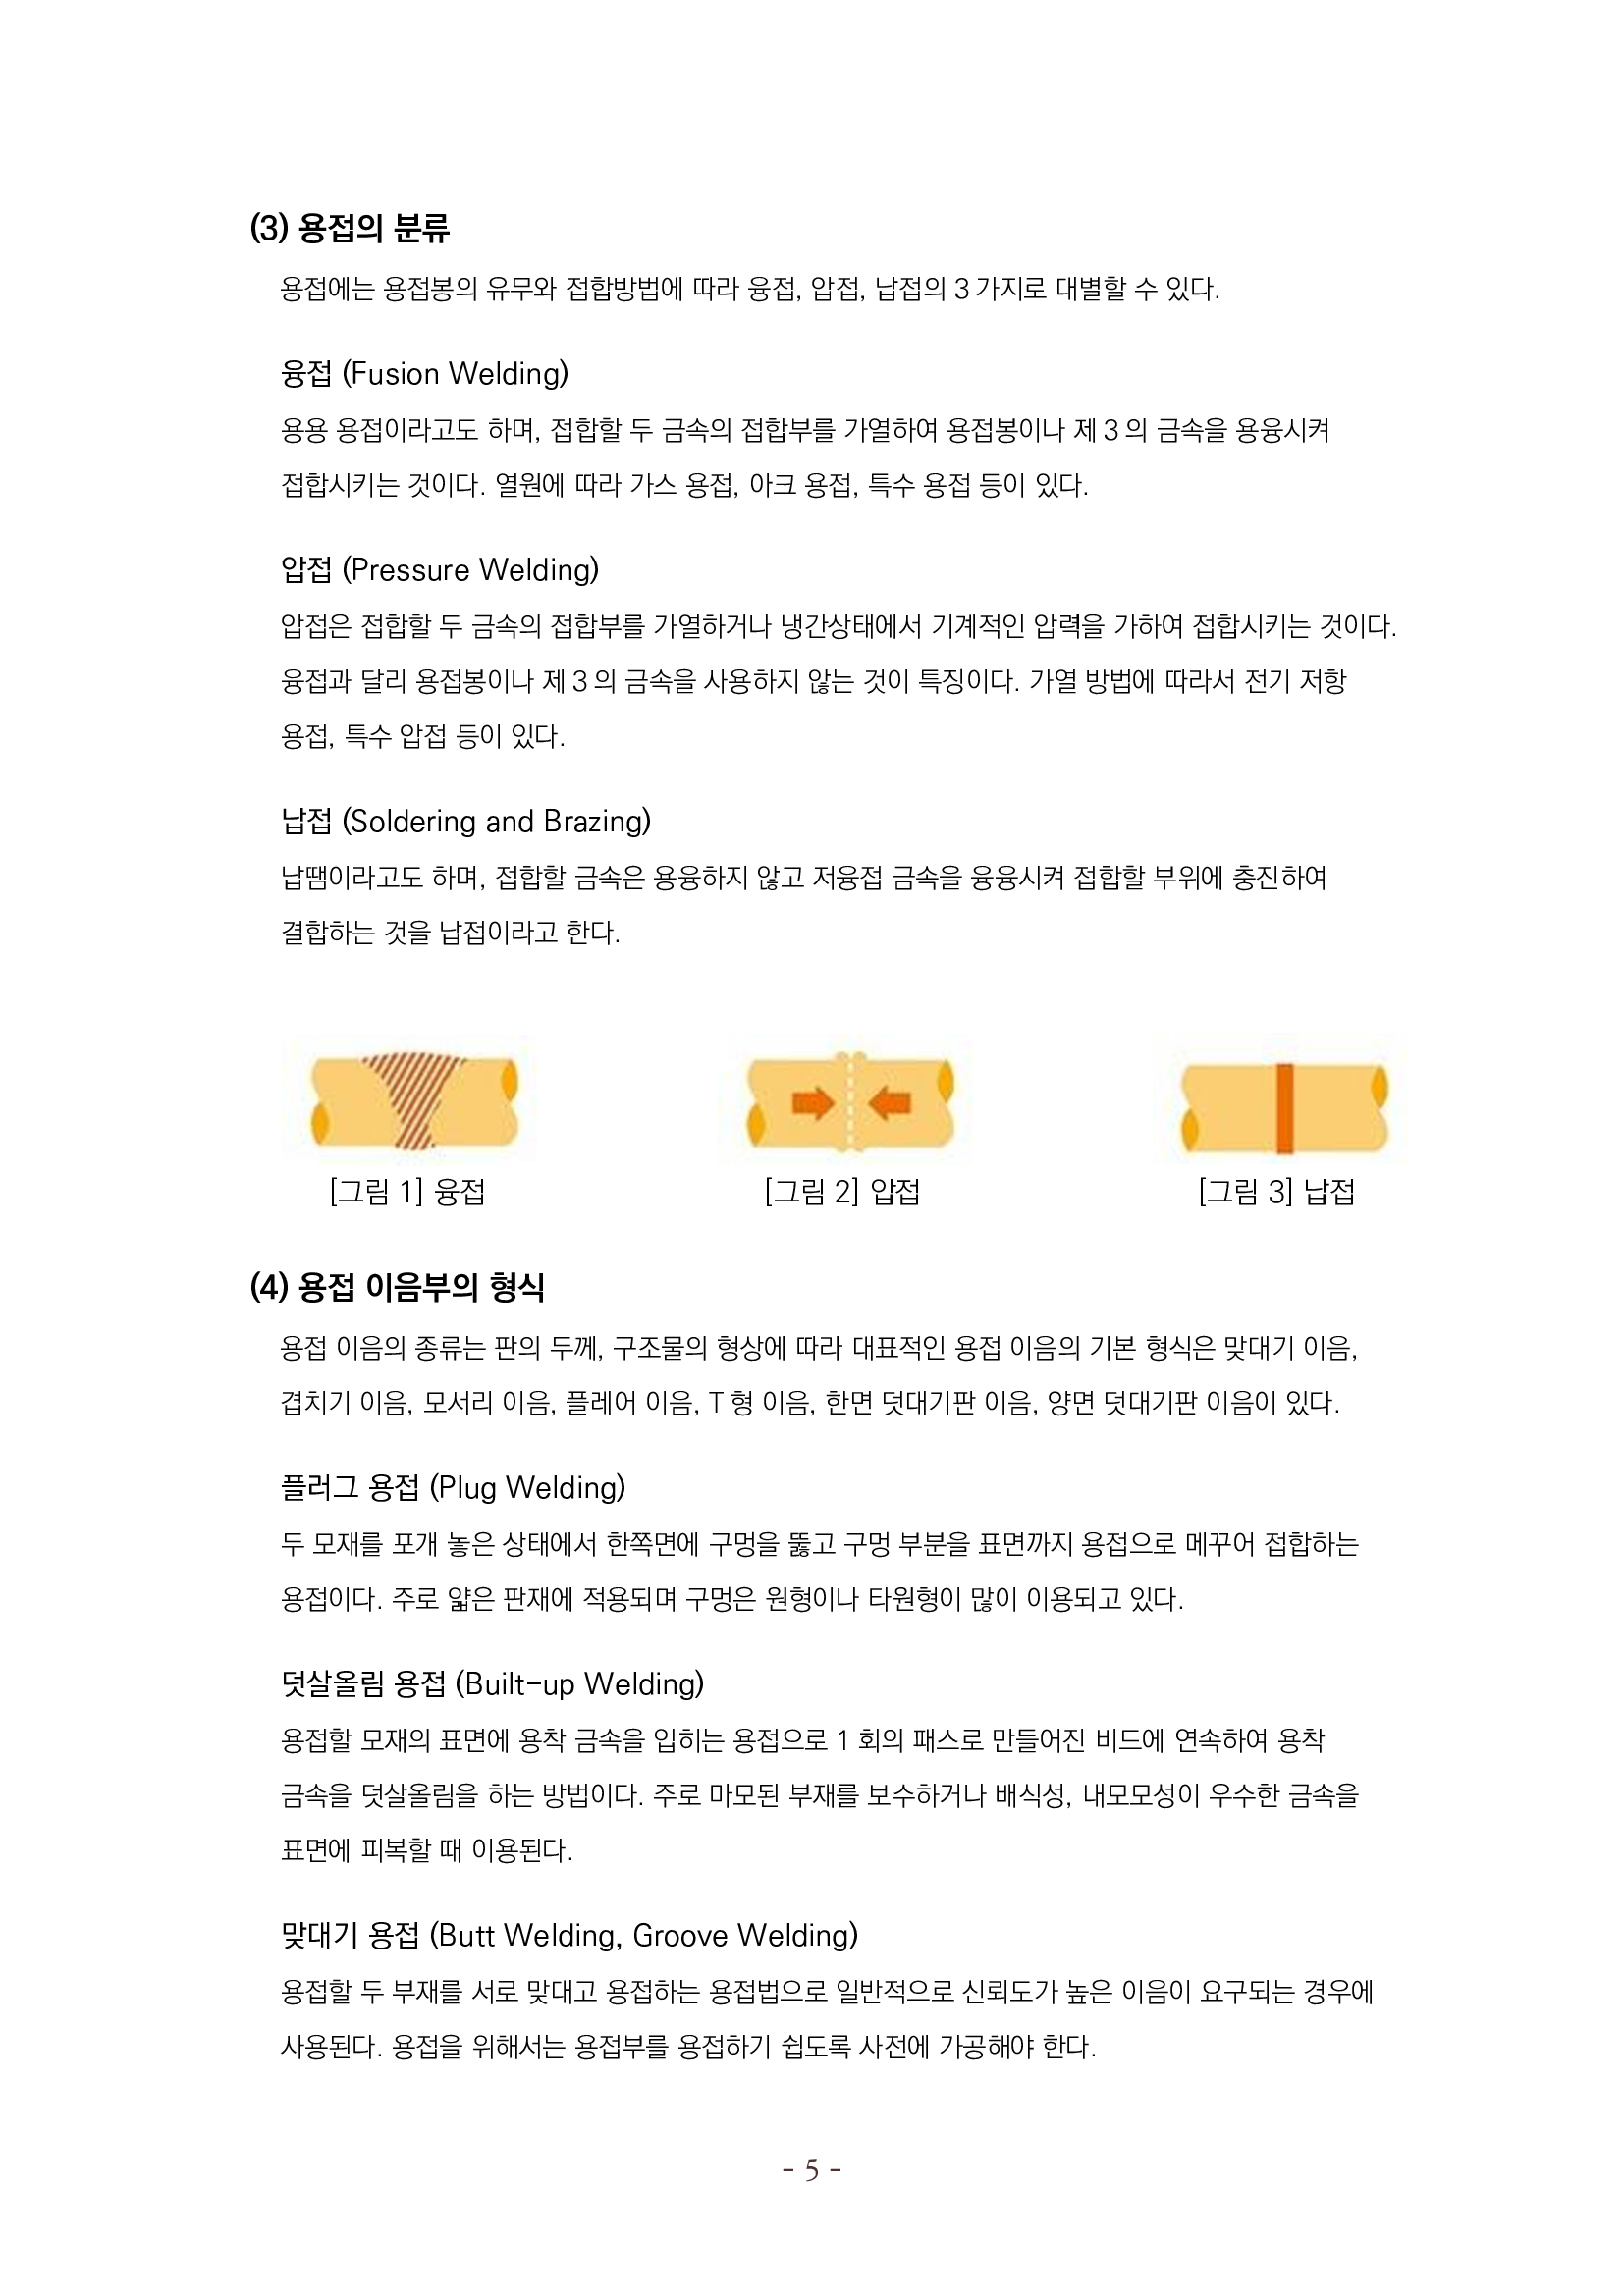 (3) 용접의 분류
용접에는 용접봉의 유무와 접합방법에 따라 융접, 압접, 납접의 3 가지로 대별할 수 있다.
융접 (Fusion Welding)
용용 용접이라고도 하며, 접합할 두 금속의 접합부를 가열하여 용접봉이나 제 3 의 금속을 용융시켜
접합시키는 것이다. 열원에 따라 가스 용접, 아크 용접, 특수 용접 등이 있다.
압접 (Pressure Welding)
압접은 접합할 두 금속의 접합부를 가열하거나 냉간상태에서 기계적인 압력을 가하여 접합시키는 것이다.
융접과 달리 용접봉이나 제 3 의 금속을 사용하지 않는 것이 특징이다. 가열 방법에 따라서 전기 저항
용접, 특수 압접 등이 있다.
납접 (Soldering and Brazing)
납땜이라고도 하며, 접합할 금속은 용융하지 않고 저융접 금속을 융용시켜 접합할 부위에 충진하여
결합하는 것을 납접이라고 한다.
[그림 1] 융접 [그림 2] 압접 [그림 3] 납접
(4) 용접 이음부의 형식
용접 이음의 종류는 판의 두께, 구조물의 형상에 따라 대표적인 용접 이음의 기본 형식은 맞대기 이음,
겹치기 이음, 모서리 이음, 플레어 이음, T 형 이음, 한면 덧대기판 이음, 양면 덧대기판 이음이 있다.
플러그 용접 (Plug Welding)
두 모재를 포개 놓은 상태에서 한쪽면에 구멍을 뚫고 구멍 부분을 표면까지 용접으로 메꾸어 접합하는
용접이다. 주로 얇은 판재에 적용되며 구멍은 원형이나 타원형이 많이 이용되고 있다.
덧살올림 용접 (Built-up Welding)
용접할 모재의 표면에 용착 금속을 입히는 용접으로 1 회의 패스로 만들어진 비드에 연속하여 용착
금속을 덧살올림을 하는 방법이다. 주로 마모된 부재를 보수하거나 배식성, 내모모성이 우수한 금속을
표면에 피복할 때 이용된다.
맞대기 용접 (Butt Welding, Groove Welding)
용접할 두 부재를 서로 맞대고 용접하는 용접법으로 일반적으로 신뢰도가 높은 이음이 요구되는 경우에
사용된다. 용접을 위해서는 용접부를 용접하기 쉽도록 사전에 가공해야 한다.
- 5 -